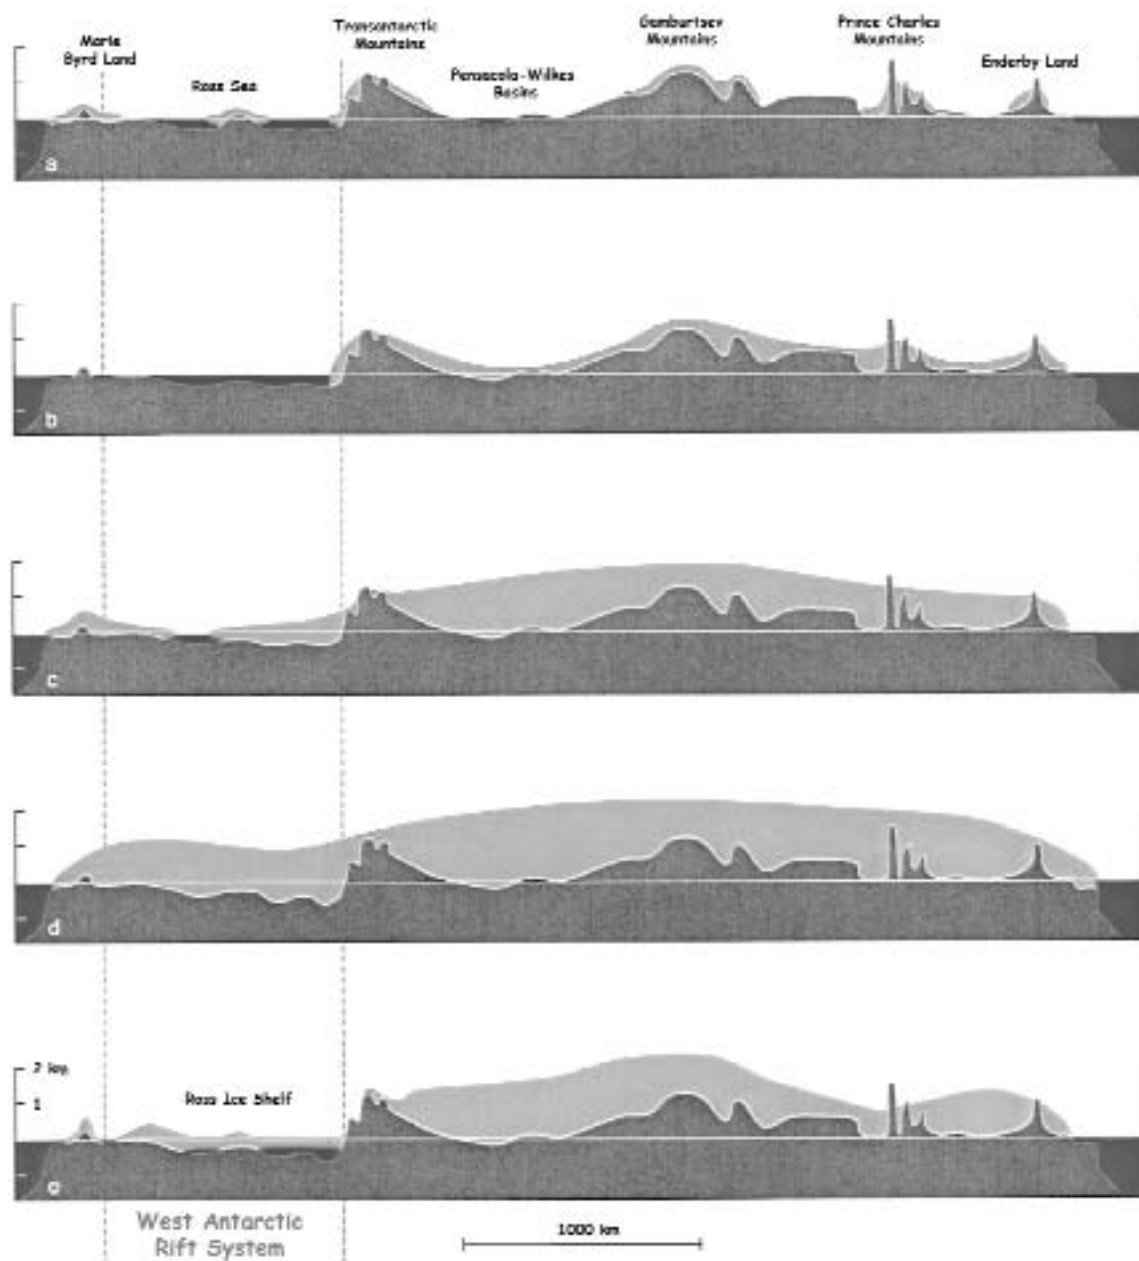 Marie
Byrd Land
Ross Sea
Transantarctic
Mountains
Pensacola-Wilkes
Basins
Gamburtsev
Mountains
Prince Charles
Mountains
Enderby Land
a
b
c
d
2 km
1
Ross Ice Shelf
e
West Antarctic
Rift System
1000 km